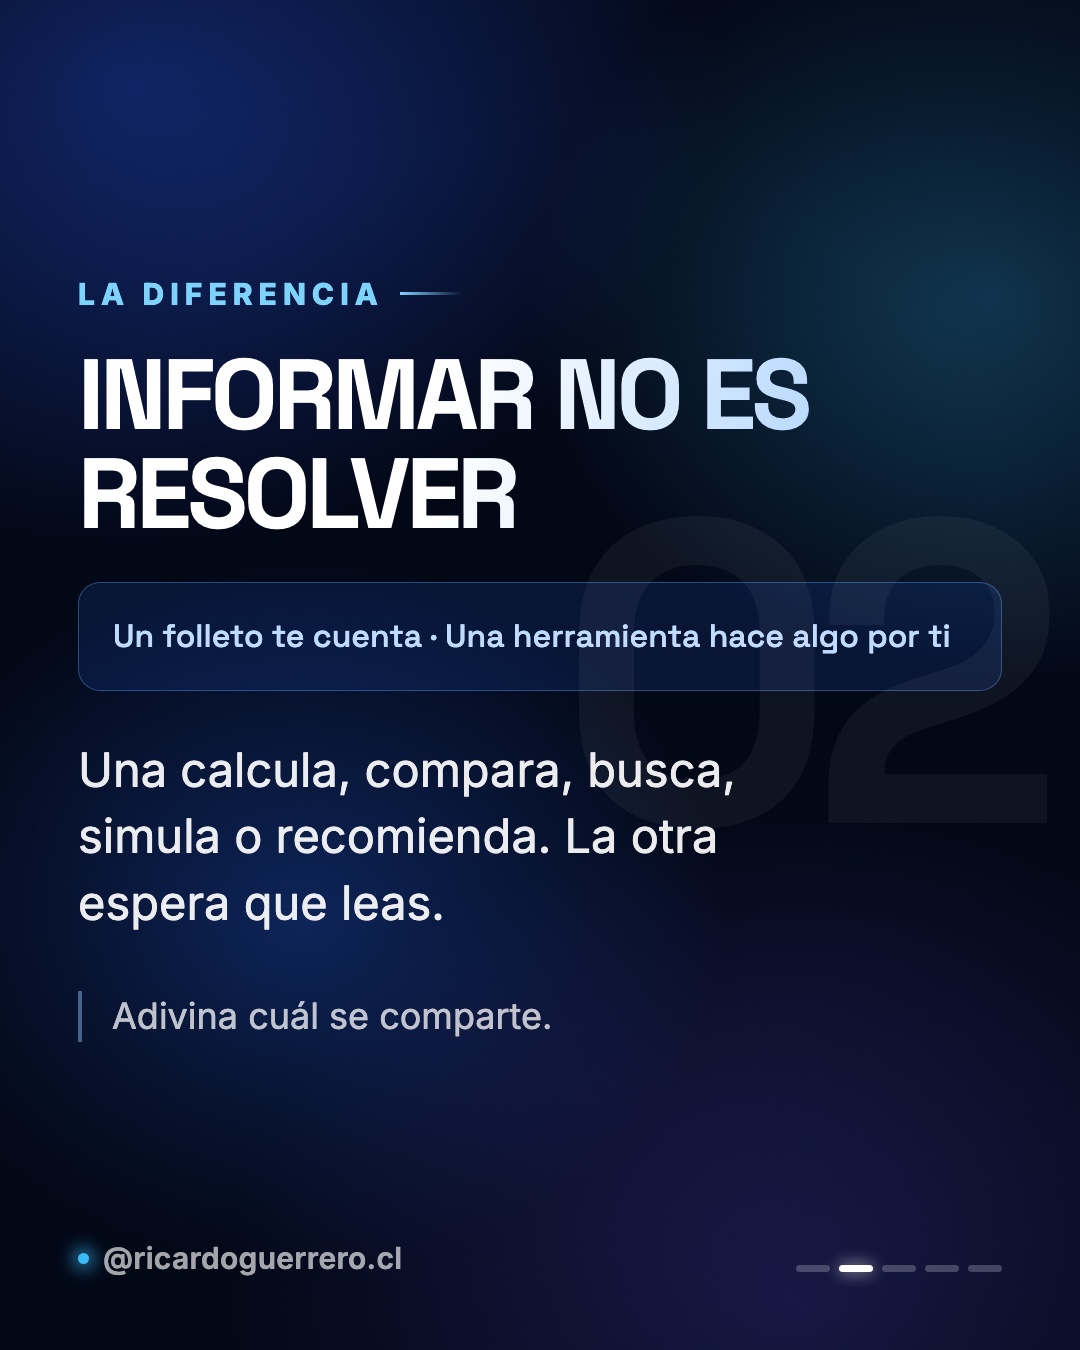 LA DIFERENCIA
INFORMAR NO ES
RESOLVER
02
Un folleto te cuenta · Una herramienta hace algo por ti
Una calcula, compara, busca,
simula o recomienda. La otra
espera que leas.
Adivina cuál se comparte.
@ricardoguerrero.cl